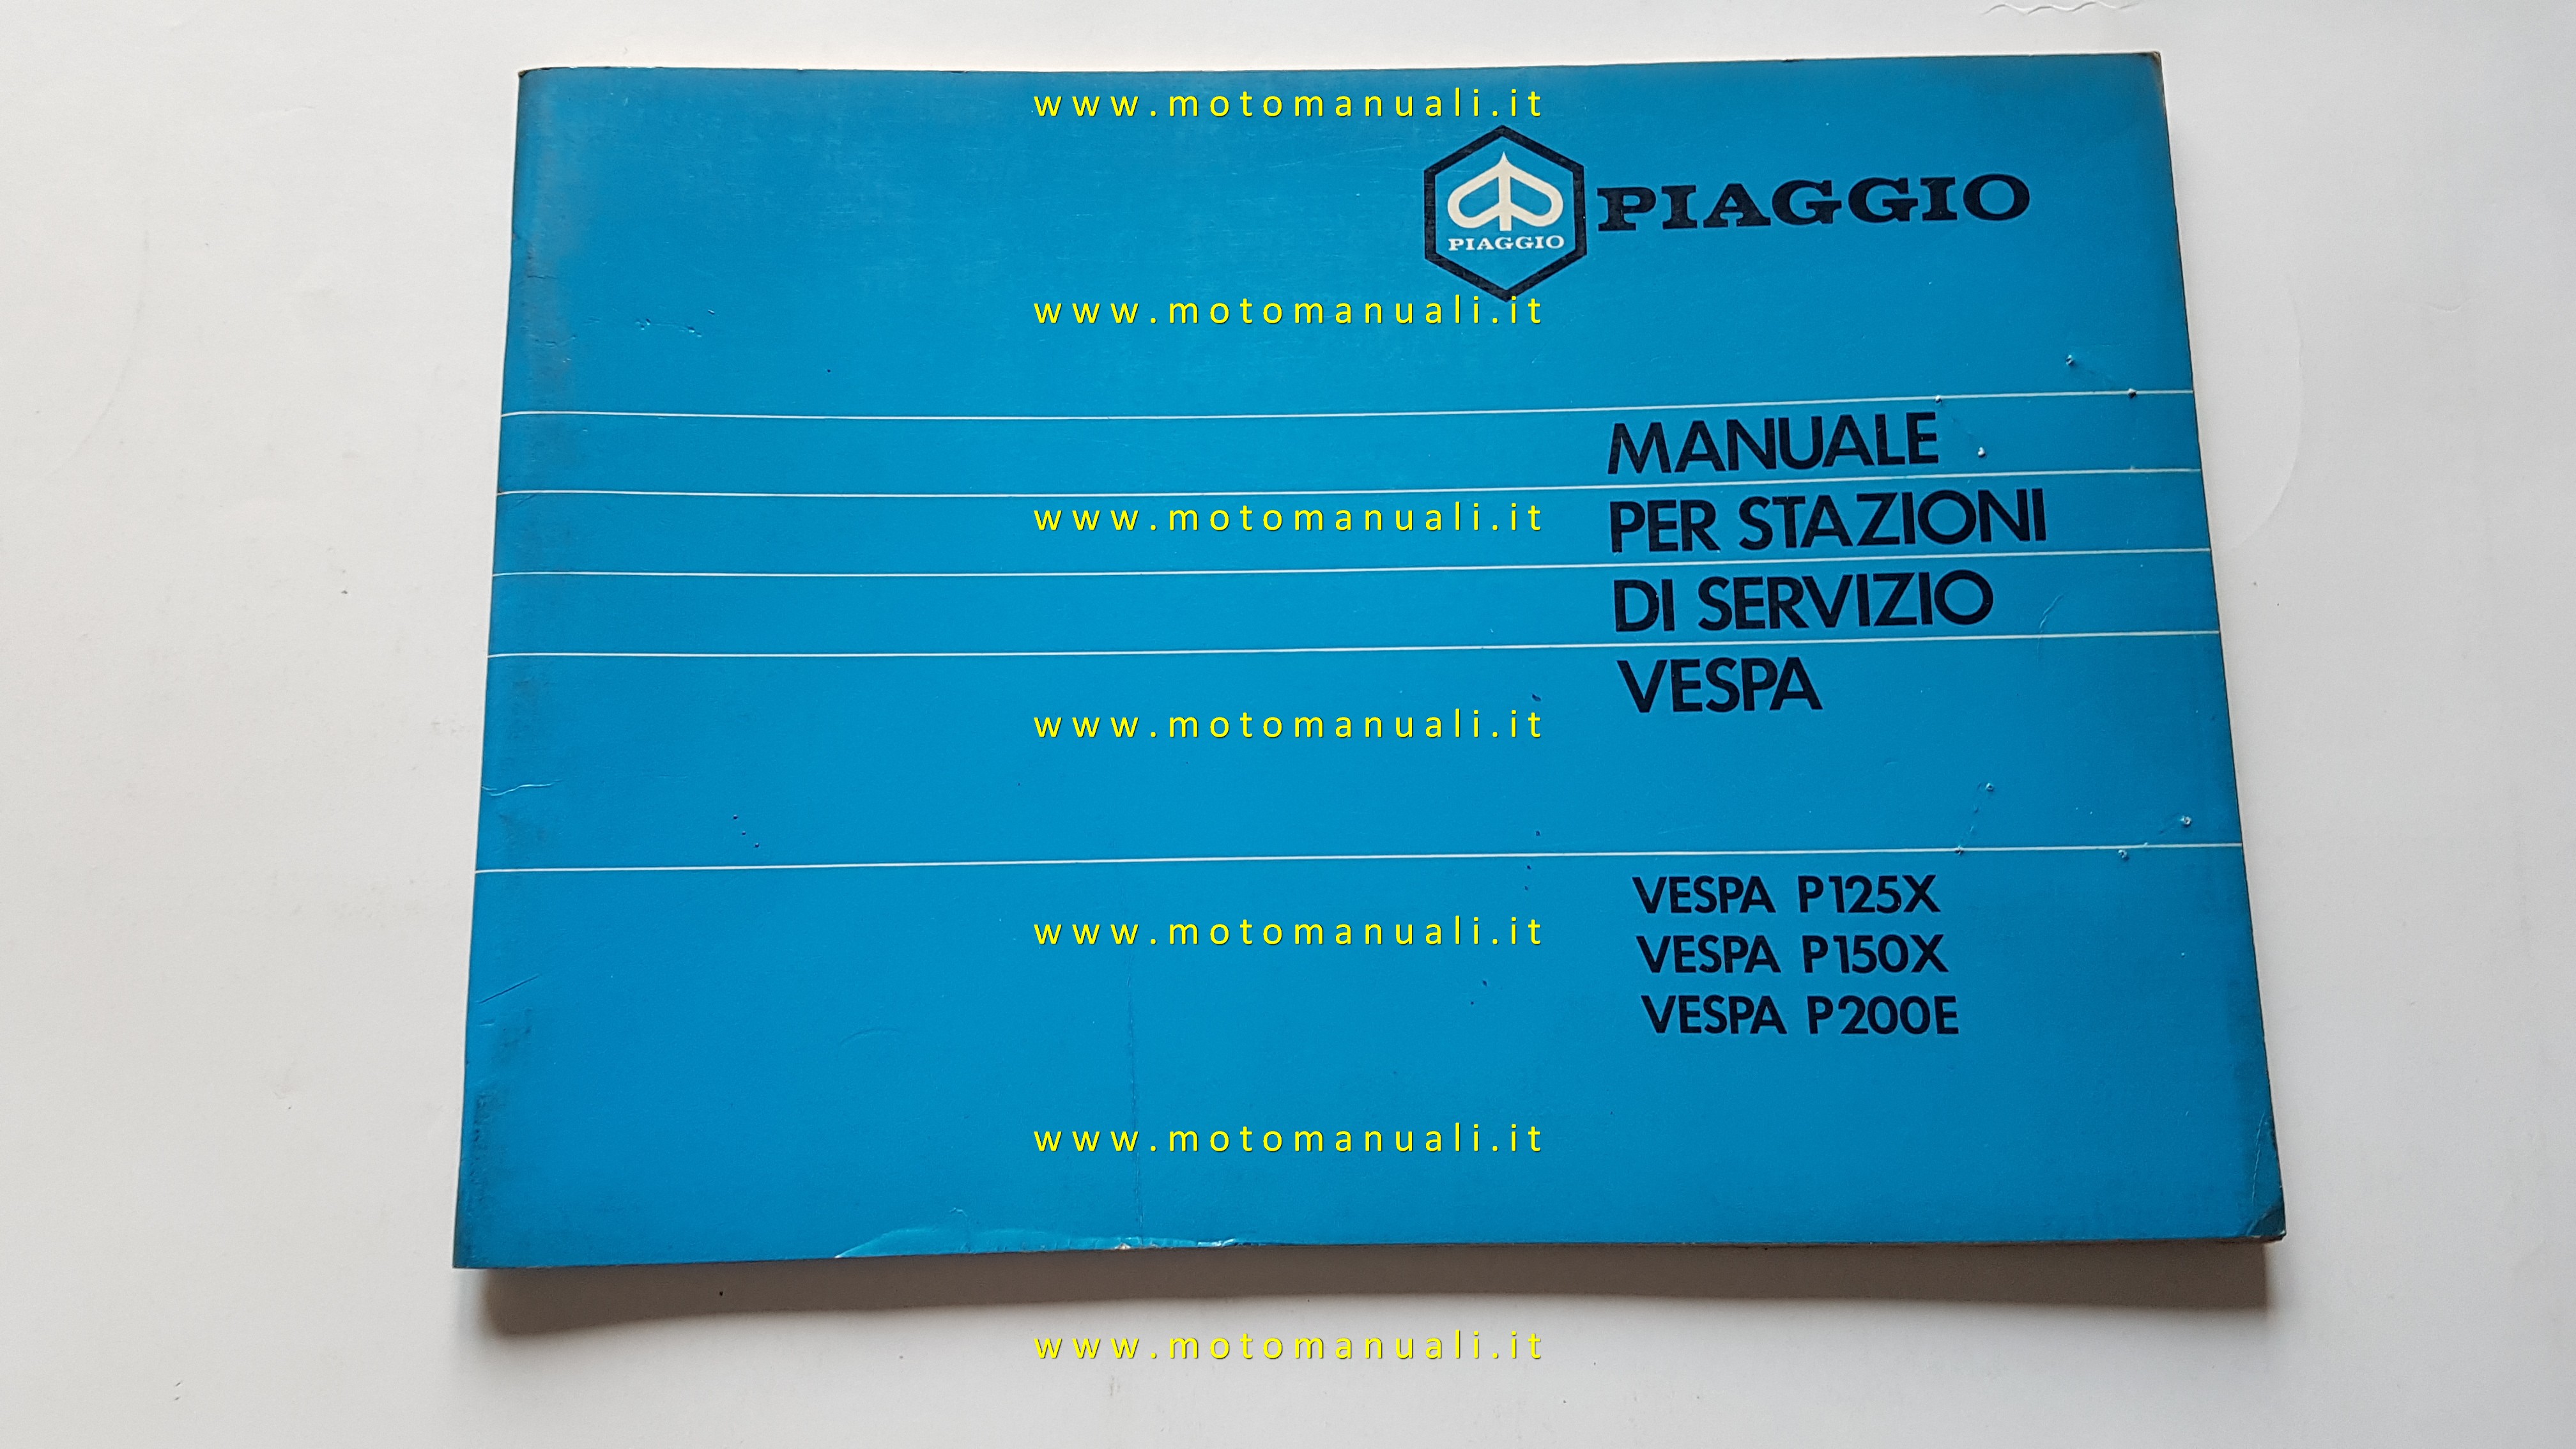 www.motomanuali.it
PIAGGIO
PIAGGIO
www.motomanuali.it
MANUALE
PER STAZIONI
www.motomanuali.it
DI SERVIZIO
VESPA
www.motomanuali.it
VESPA P125X
www.motomanuali.it
VESPA P150X
VESPA P200E
www.motomanuali.it
www.motomanuali.it